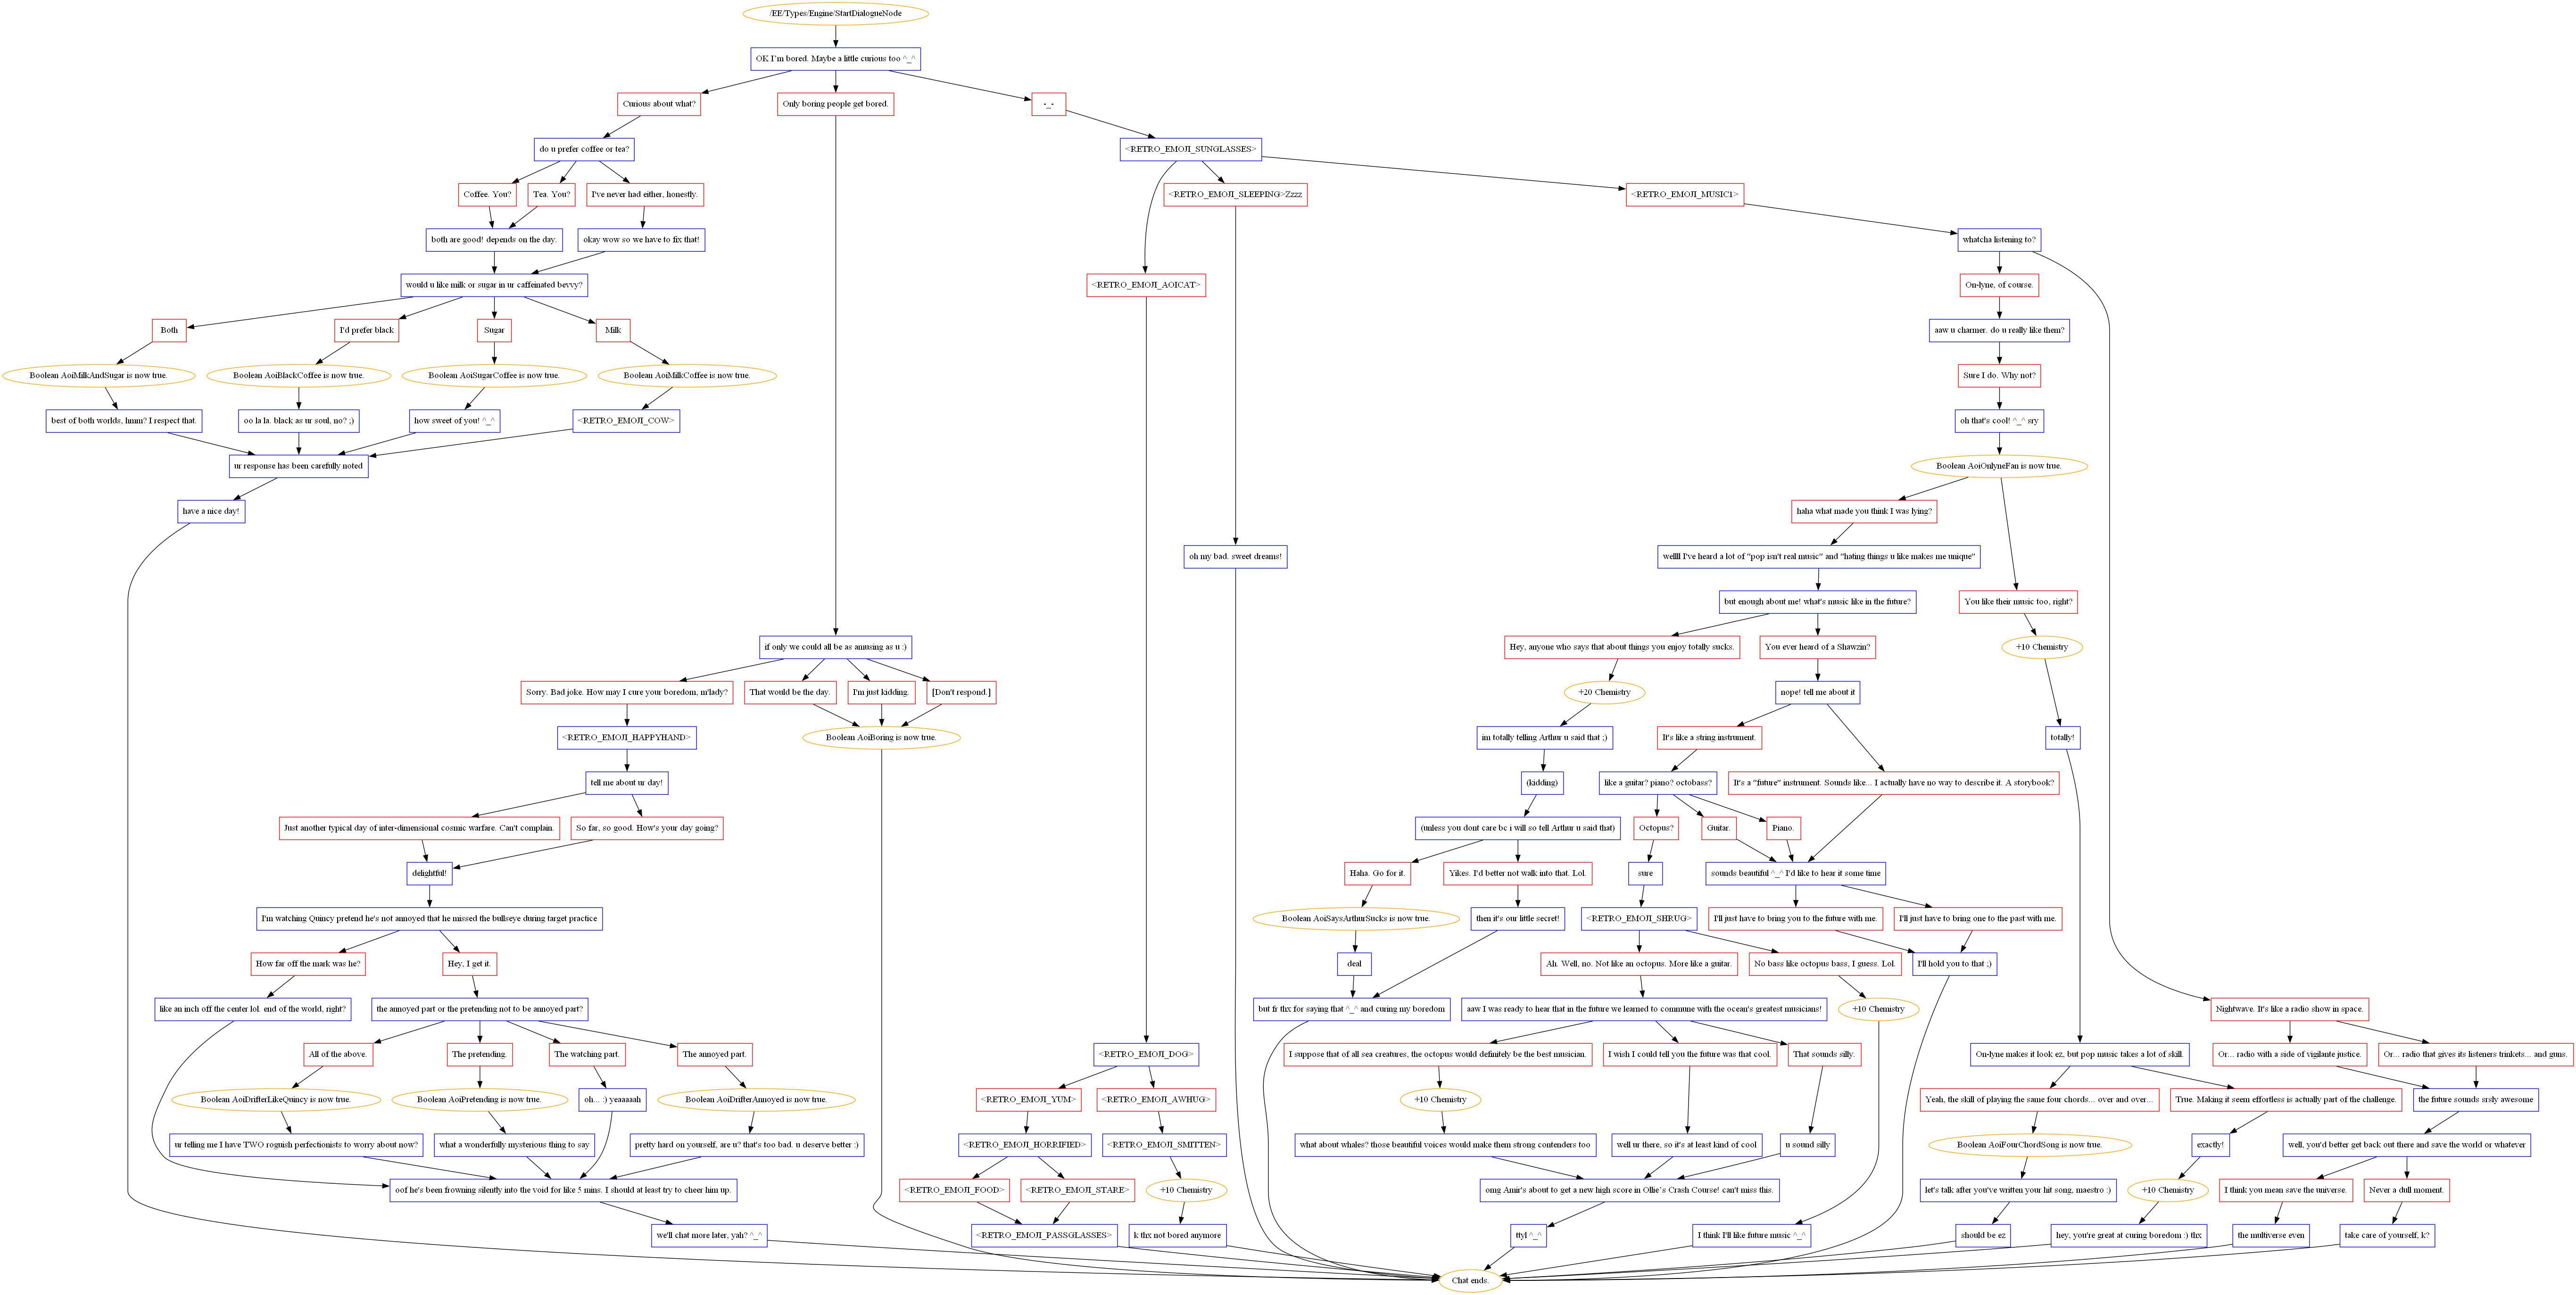 /EE/Types/Engine/StartDialogueNode
OK I'm bored. Maybe a little curious too ^_^
Curious about what?
Only boring people get bored.
-_-
do u prefer coffee or tea?
<RETRO_EMOJI_SUNGLASSES>
Coffee. You?
Tea. You?
I've never had either, honestly.
<RETRO_EMOJI_SLEEPING>Zzzz
<RETRO_EMOJI_MUSIC1>
both are good! depends on the day.
okay wow so we have to fix that!
whatcha listening to?
would u like milk or sugar in ur caffeinated bevvy?
<RETRO_EMOJI_AOICAT>
On-lyne, of course.
Both
I'd prefer black
Sugar
Milk
aaw u charmer. do u really like them?
Boolean AoiMilkAndSugar is now true.
Boolean AoiBlackCoffee is now true.
Boolean AoiSugarCoffee is now true.
Boolean AoiMilkCoffee is now true.
Sure I do. Why not?
best of both worlds, hmm? I respect that.
oo la la. black as ur soul, no? ;)
how sweet of you! ^_^
<RETRO_EMOJI_COW>
oh that's cool! ^_^ sry
ur response has been carefully noted
Boolean AoiOnlyneFan is now true.
have a nice day!
haha what made you think I was lying?
oh my bad. sweet dreams!
wellll I've heard a lot of "pop isn't real music" and "hating things u like makes me unique"
but enough about me! what's music like in the future?
You like their music too, right?
if only we could all be as amusing as u :)
Hey, anyone who says that about things you enjoy totally sucks.
You ever heard of a Shawzin?
+10 Chemistry
Sorry. Bad joke. How may I cure your boredom, m'lady?
That would be the day.
I'm just kidding.
[Don't respond.]
+20 Chemistry
nope! tell me about it
<RETRO_EMOJI_HAPPYHAND>
Boolean AoiBoring is now true.
im totally telling Arthur u said that ;)
It's like a string instrument.
totally!
tell me about ur day!
(kidding)
like a guitar? piano? octobass?
It's a "future" instrument. Sounds like... I actually have no way to describe it. A storybook?
Just another typical day of inter-dimensional cosmic warfare. Can't complain.
So far, so good. How's your day going?
(unless you dont care bc i will so tell Arthur u said that)
Octopus?
Guitar.
Piano.
delightful!
Haha. Go for it.
Yikes. I'd better not walk into that. Lol.
sure
sounds beautiful ^_^ I'd like to hear it some time
I'm watching Quincy pretend he's not annoyed that he missed the bullseye during target practice
Boolean AoiSaysArthurSucks is now true.
then it's our little secret!
<RETRO_EMOJI_SHRUG>
I'll just have to bring you to the future with me.
I'll just have to bring one to the past with me.
How far off the mark was he?
Hey, I get it.
deal
Ah. Well, no. Not like an octopus. More like a guitar.
No bass like octopus bass, I guess. Lol.
I'll hold you to that ;)
like an inch off the center lol. end of the world, right?
the annoyed part or the pretending not to be annoyed part?
but fr thx for saying that ^_^ and curing my boredom
aaw I was ready to hear that in the future we learned to commune with the ocean's greatest musicians!
+10 Chemistry
Nightwave. It's like a radio show in space.
All of the above.
The pretending.
The watching part.
The annoyed part.
<RETRO_EMOJI_DOG>
I suppose that of all sea creatures, the octopus would definitely be the best musician.
I wish I could tell you the future was that cool.
That sounds silly.
On-lyne makes it look ez, but pop music takes a lot of skill.
Or... radio with a side of vigilante justice.
Or... radio that gives its listeners trinkets... and guns.
Boolean AoiDrifterLikeQuincy is now true.
Boolean AoiPretending is now true.
oh... :) yeaaaaah
Boolean AoiDrifterAnnoyed is now true.
<RETRO_EMOJI_YUM>
<RETRO_EMOJI_AWHUG>
+10 Chemistry
Yeah, the skill of playing the same four chords... over and over...
True. Making it seem effortless is actually part of the challenge.
the future sounds srsly awesome
ur telling me I have TWO roguish perfectionists to worry about now?
what a wonderfully mysterious thing to say
pretty hard on yourself, are u? that's too bad. u deserve better :)
<RETRO_EMOJI_HORRIFIED>
<RETRO_EMOJI_SMITTEN>
what about whales? those beautiful voices would make them strong contenders too
well ur there, so it's at least kind of cool
u sound silly
Boolean AoiFourChordSong is now true.
exactly!
well, you'd better get back out there and save the world or whatever
oof he's been frowning silently into the void for like 5 mins. I should at least try to cheer him up.
<RETRO_EMOJI_FOOD>
<RETRO_EMOJI_STARE>
+10 Chemistry
omg Amir's about to get a new high score in Ollie's Crash Course! can't miss this.
let's talk after you've written your hit song, maestro :)
+10 Chemistry
I think you mean save the universe.
Never a dull moment.
we'll chat more later, yah? ^_^
<RETRO_EMOJI_PASSGLASSES>
k thx not bored anymore
ttyl ^_^
I think I'll like future music ^_^
should be ez
hey, you're great at curing boredom :) thx
the multiverse even
take care of yourself, k?
Chat ends.